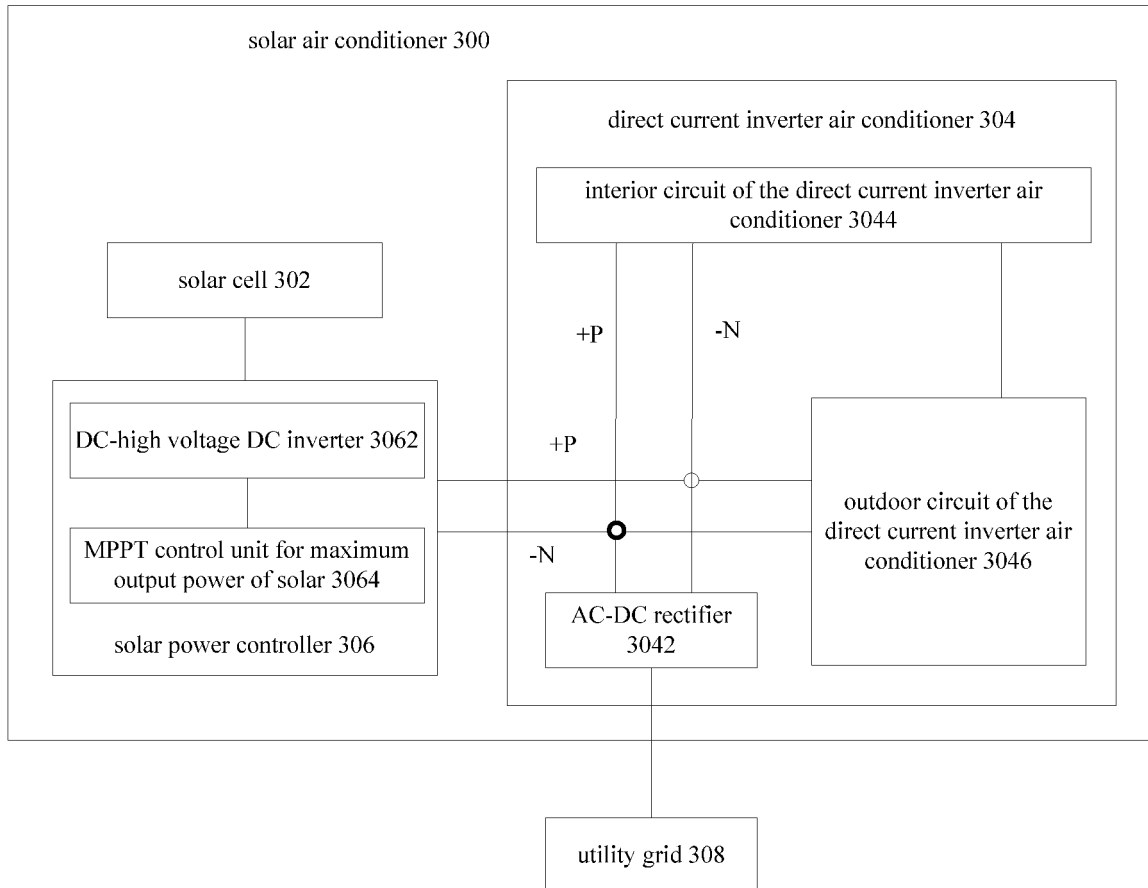 solar air conditioner 300
direct current inverter air conditioner 304
interior circuit of the direct current inverter air
conditioner 3044
solar cell 302
+P
-N
DC-high voltage DC inverter 3062
+P
MPPT control unit for maximum
output power of solar 3064
-N
solar power controller 306
outdoor circuit of the
direct current inverter air
conditioner 3046
AC-DC rectifier
3042
utility grid 308